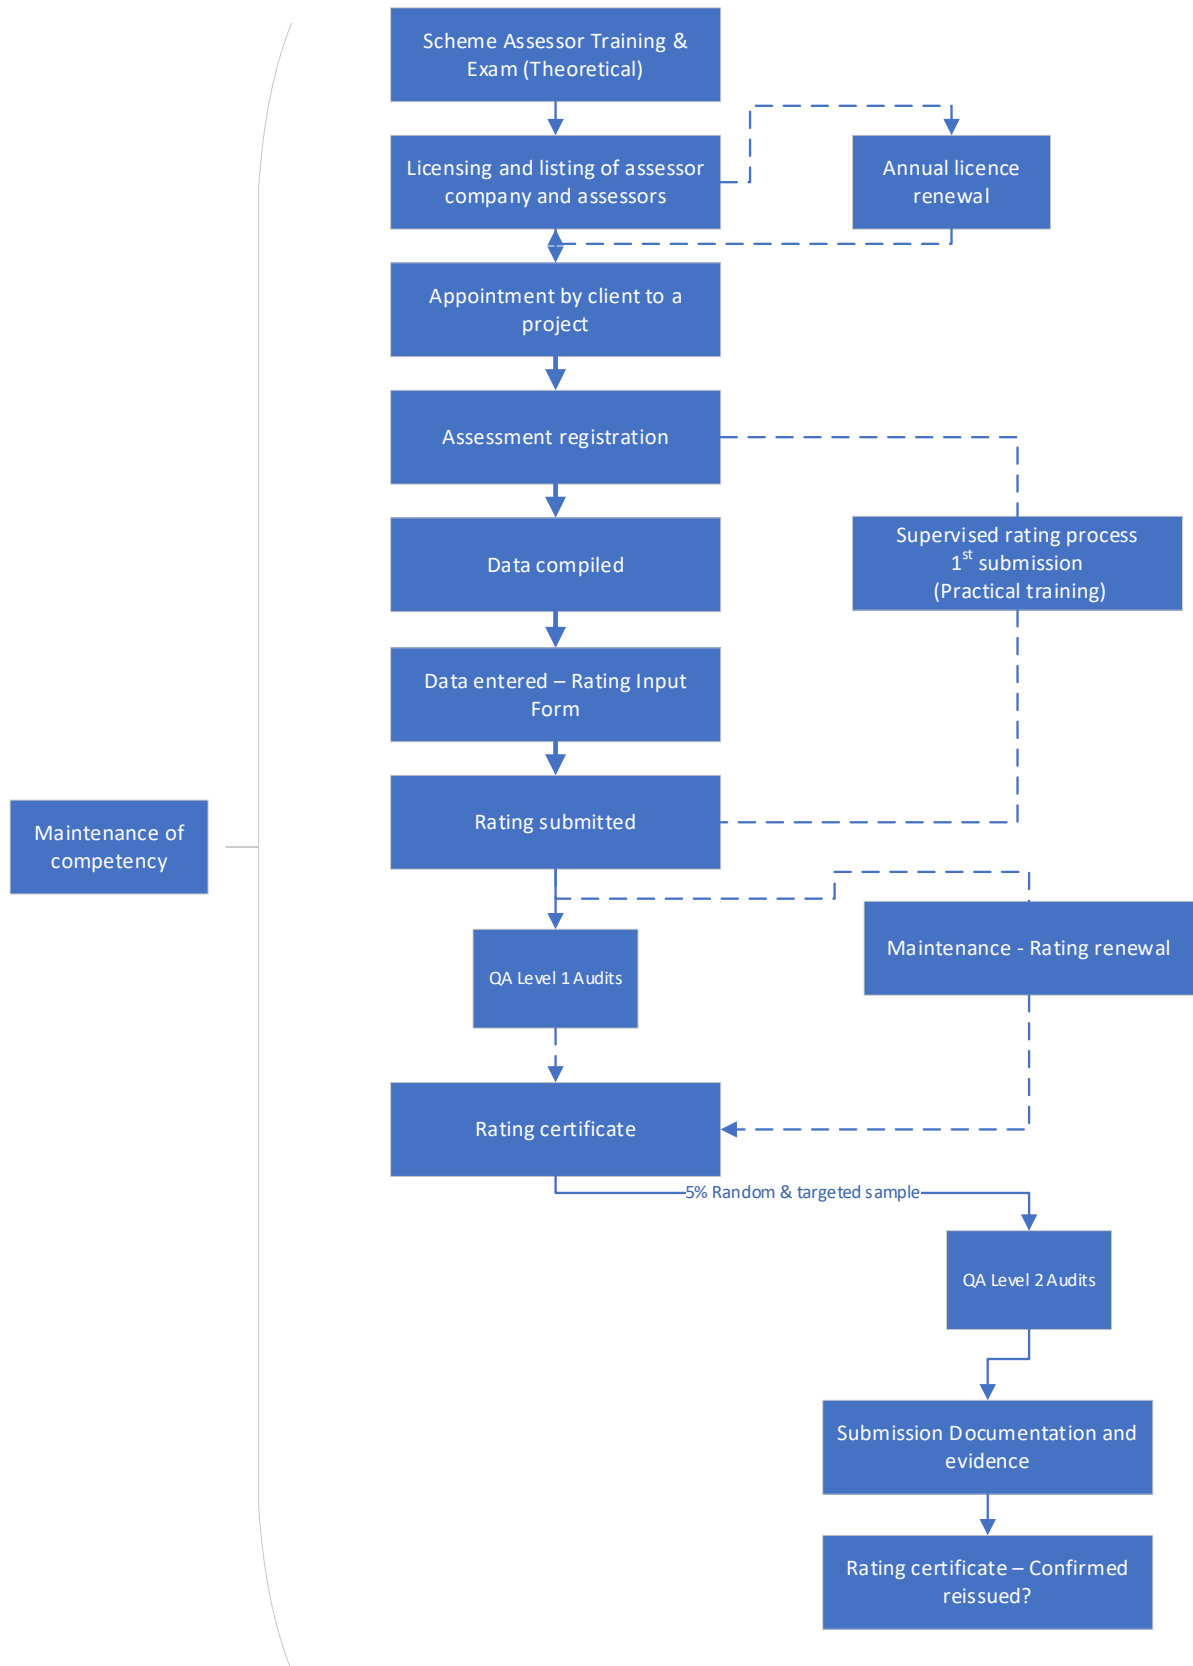 Scheme Assessor Training &
Exam (Theoretical)
Licensing and listing of assessor
company and assessors
Annual licence
renewal
Appointment by client to a
project
Assessment registration
Data compiled
Supervised rating process
1st submission
(Practical training)
Data entered – Rating Input
Form
Rating submitted
Maintenance of
competency
Maintenance - Rating renewal
QA Level 1 Audits
Rating certificate
5% Random & targeted sample
QA Level 2 Audits
Submission Documentation and
evidence
Rating certificate – Confirmed
reissued?